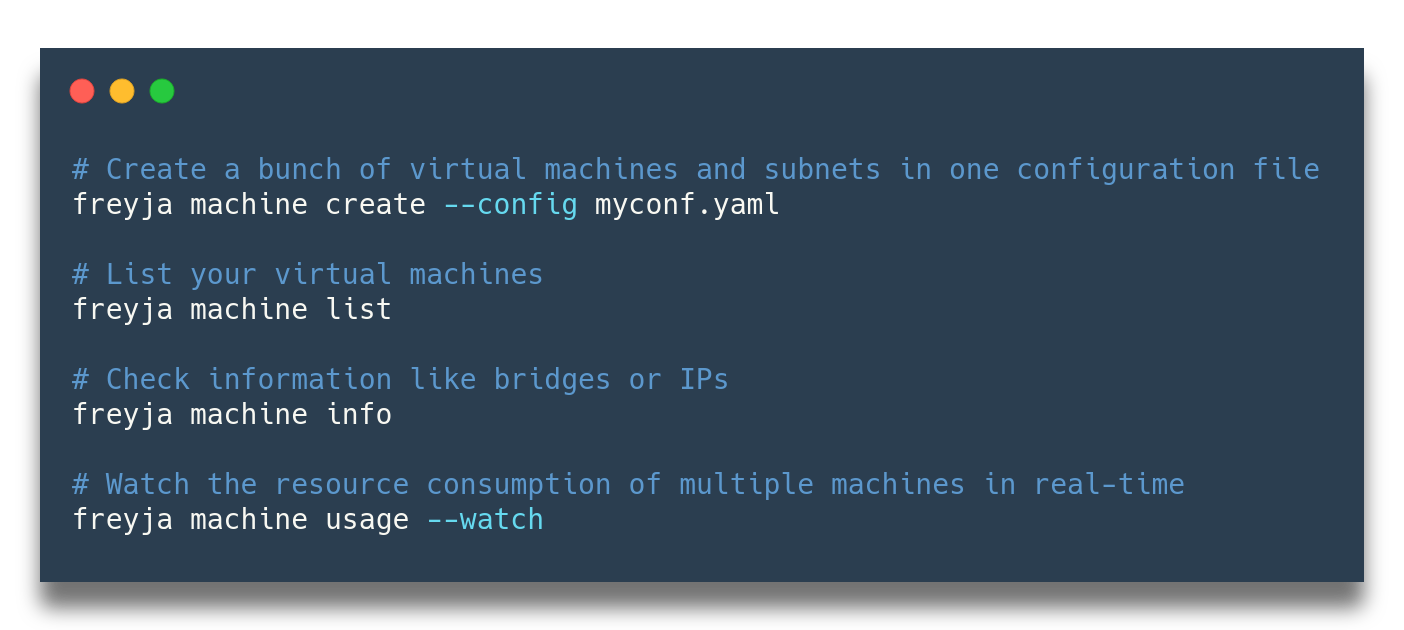 # Create a bunch of virtual machines and subnets in one configuration file
freyja machine create --config myconf.yaml
# List your virtual machines
freyja machine list
# Check information like bridges or IPs
freyja machine info
# Watch the resource consumption of multiple machines in real-time
freyja machine usage --watch